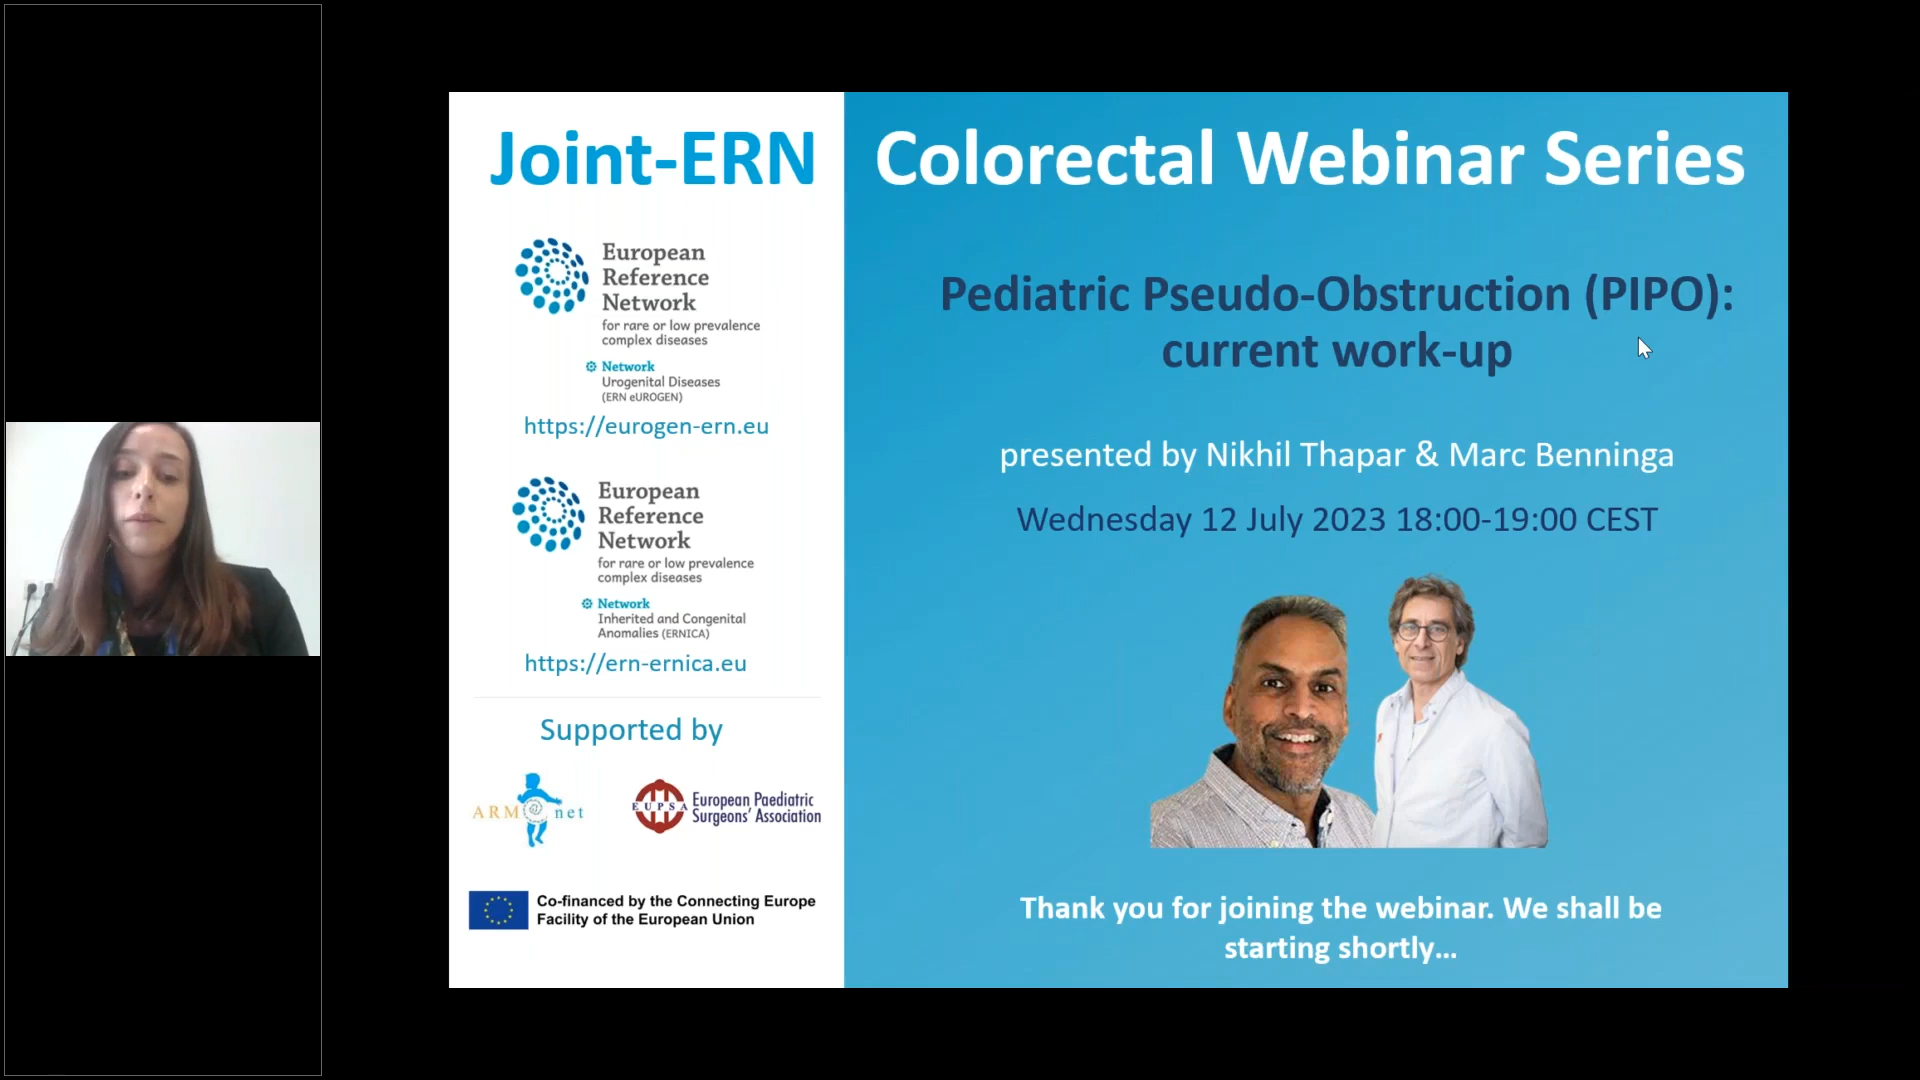 Joint-ERN
European
Reference
Network
for rare or low prevalence
complex diseases
Network
Urogenital Diseases
(ERN eUROGEN)
https://eurogen-ern.eu
European
Reference
Network
for rare or low prevalence
complex diseases
Network
Inherited and Congenital
Anomalies (ERNICA)
https://ern-ernica.eu
Supported by
ARM net
EUPSA European Paediatric
Surgeons' Association
Co-financed by the Connecting Europe
Facility of the European Union
Colorectal Webinar Series
Pediatric Pseudo-Obstruction (PIPO):
current work-up
presented by Nikhil Thapar & Marc Benninga
Wednesday 12 July 2023 18:00-19:00 CEST
Thank you for joining the webinar. We shall be
starting shortly...